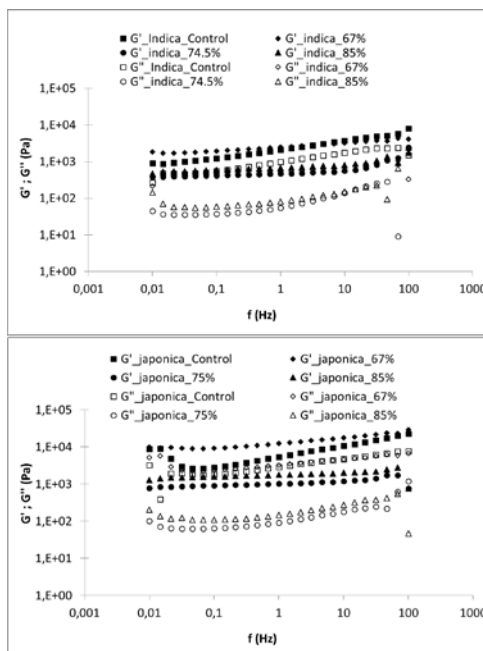 G'_Indica_Control G'_indica_67%
G'_indica_74.5% G'_indica_85%
G"_Indica_Control G"_indica_67%
G"_indica_74.5% G"_indica_85%
1,E+05
1,E+04
1,E+03
1,E+02
1,E+01
1,E+00
G' ; G'' (Pa)
0,001 0,01 0,1 1 10 100 1000
f (Hz)
G'_japonica_Control G'_japonica_67%
G'_japonica_75% G'_japonica_85%
G"_japonica_Control G"_japonica_67%
G"_japonica_75% G"_japonica_85%
1,E+05
1,E+04
1,E+03
1,E+02
1,E+01
1,E+00
G' ; G'' (Pa)
0,001 0,01 0,1 1 10 100 1000
f (Hz)